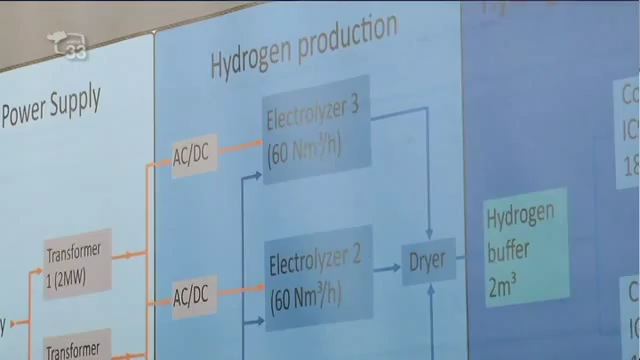 33
Power Supply
Hydrogen production
Electrolyzer 3
(60 Nm³/h)
AC/DC
Transformer
1 (2MW)
Electrolyzer 2
(60 Nm³/h)
AC/DC
Dryer
Hydrogen
buffer
2m³
Transformer